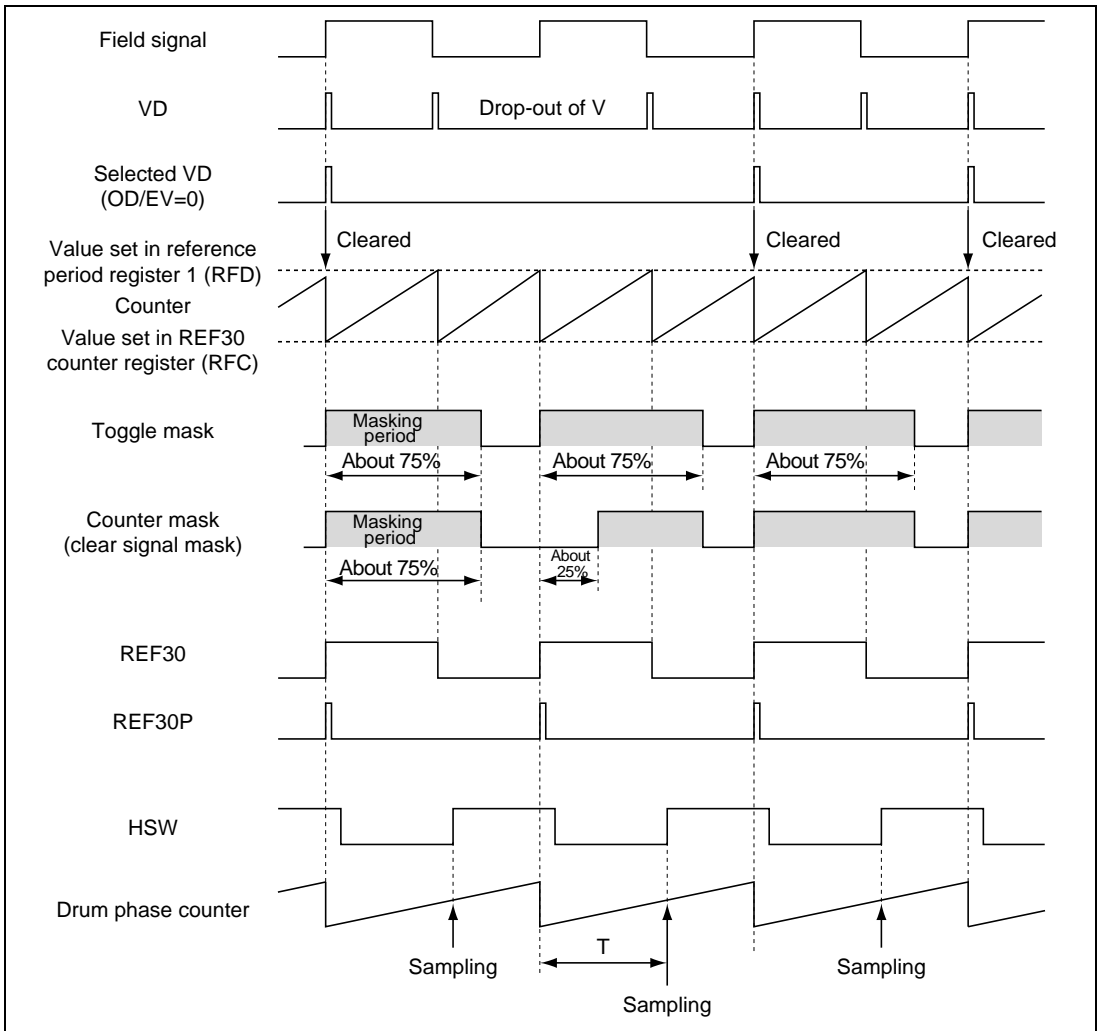 Field signal
VD
Drop-out of V
Selected VD
(OD/EV=0)
Cleared
Cleared
Cleared
Value set in reference
period register 1 (RFD)
Counter
Value set in REF30
counter register (RFC)
Toggle mask
Masking
period
About 75%
About 75%
About 75%
Counter mask
(clear signal mask)
Masking
period
About 75%
About
25%
REF30
REF30P
HSW
Drum phase counter
Sampling
T
Sampling
Sampling